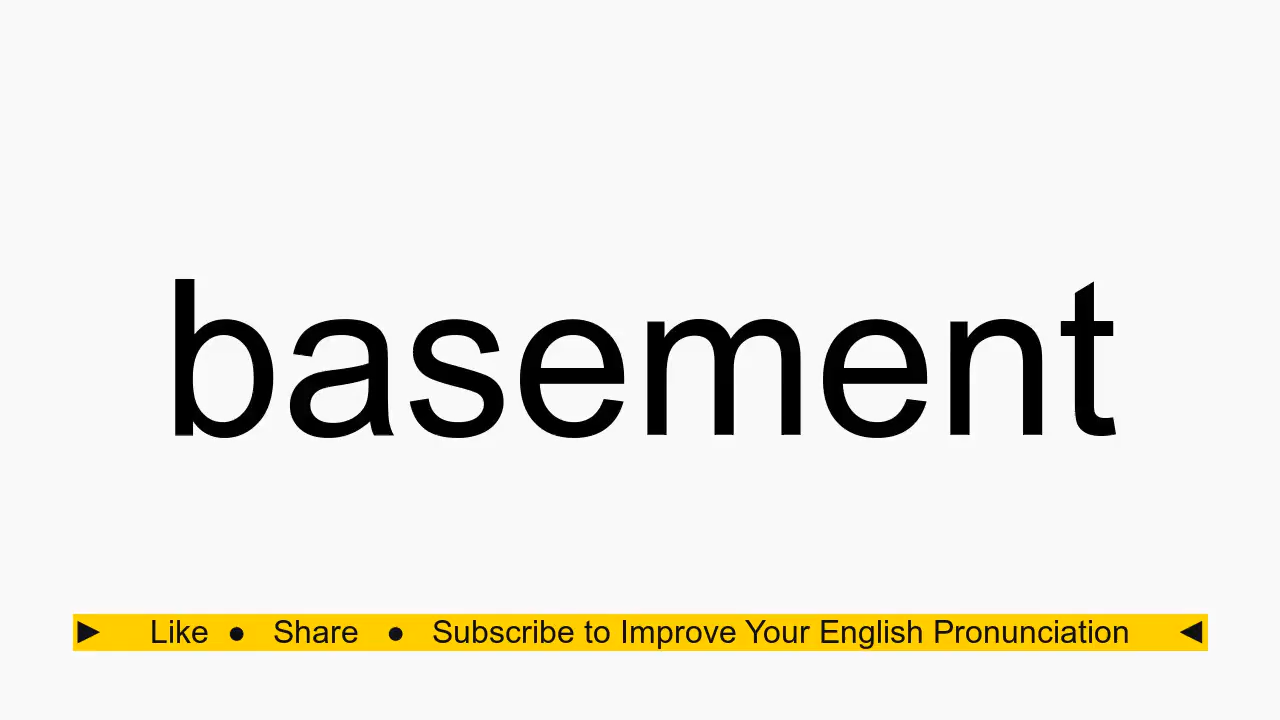 basement
▶ Like ● Share ● Subscribe to Improve Your English Pronunciation ◀